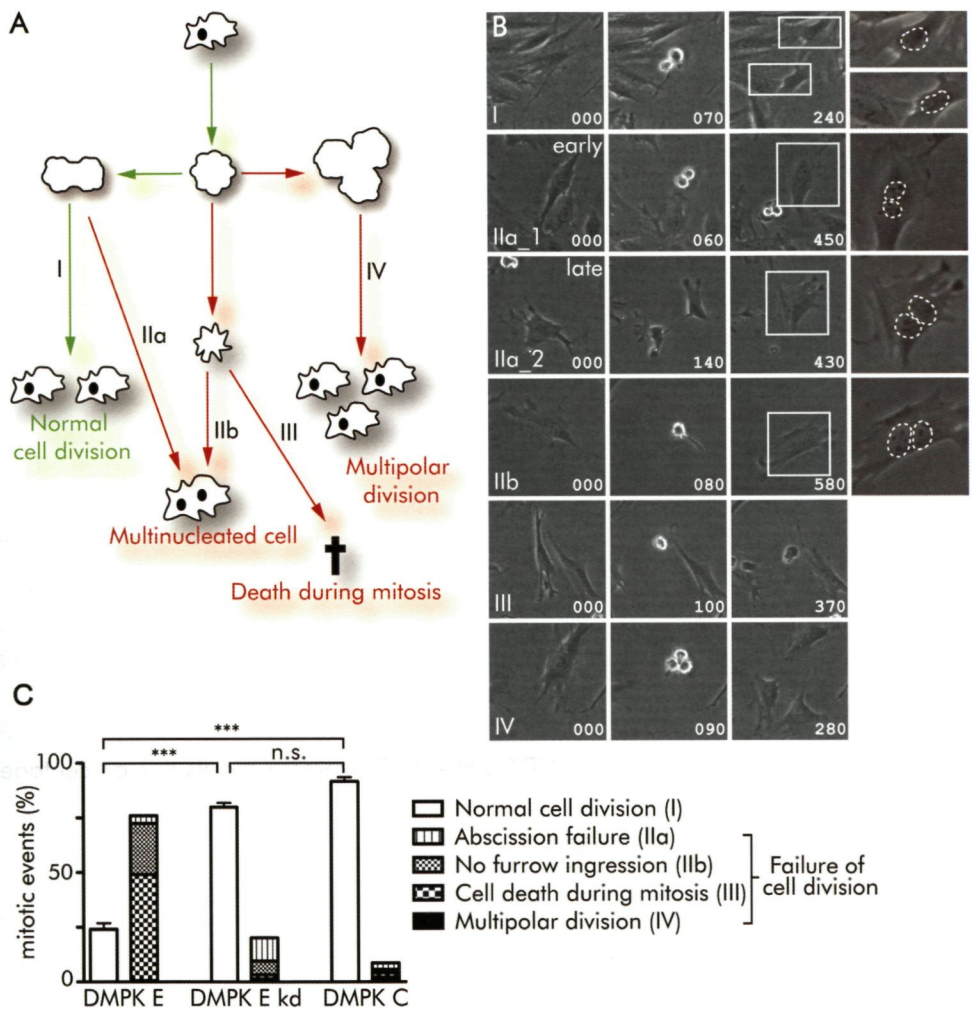 A
I
IIa
IIb
III
IV
Normal
cell division
Multipolar
division
Multinucleated cell
Death during mitosis
B
I
000
070
240
early
IIa_1
000
060
450
late
IIa_2
000
140
430
IIb
000
080
580
III
000
100
370
IV
000
090
280
C
***
***
n.s.
mitotic events (%)
100
50
0
DMPK E
DMPK E kd
DMPK C
Normal cell division (I)
Abscission failure (IIa)
No furrow ingression (IIb)
Cell death during mitosis (III)
Multipolar division (IV)
Failure of
cell division